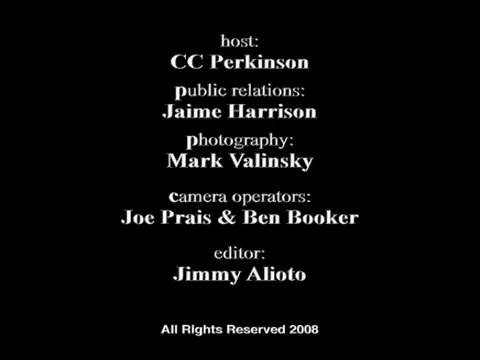 host:
CC Perkinson
public relations:
Jaime Harrison
photography:
Mark Valinsky
camera operators:
Joe Prais & Ben Booker
editor:
Jimmy Alioto
All Rights Reserved 2008